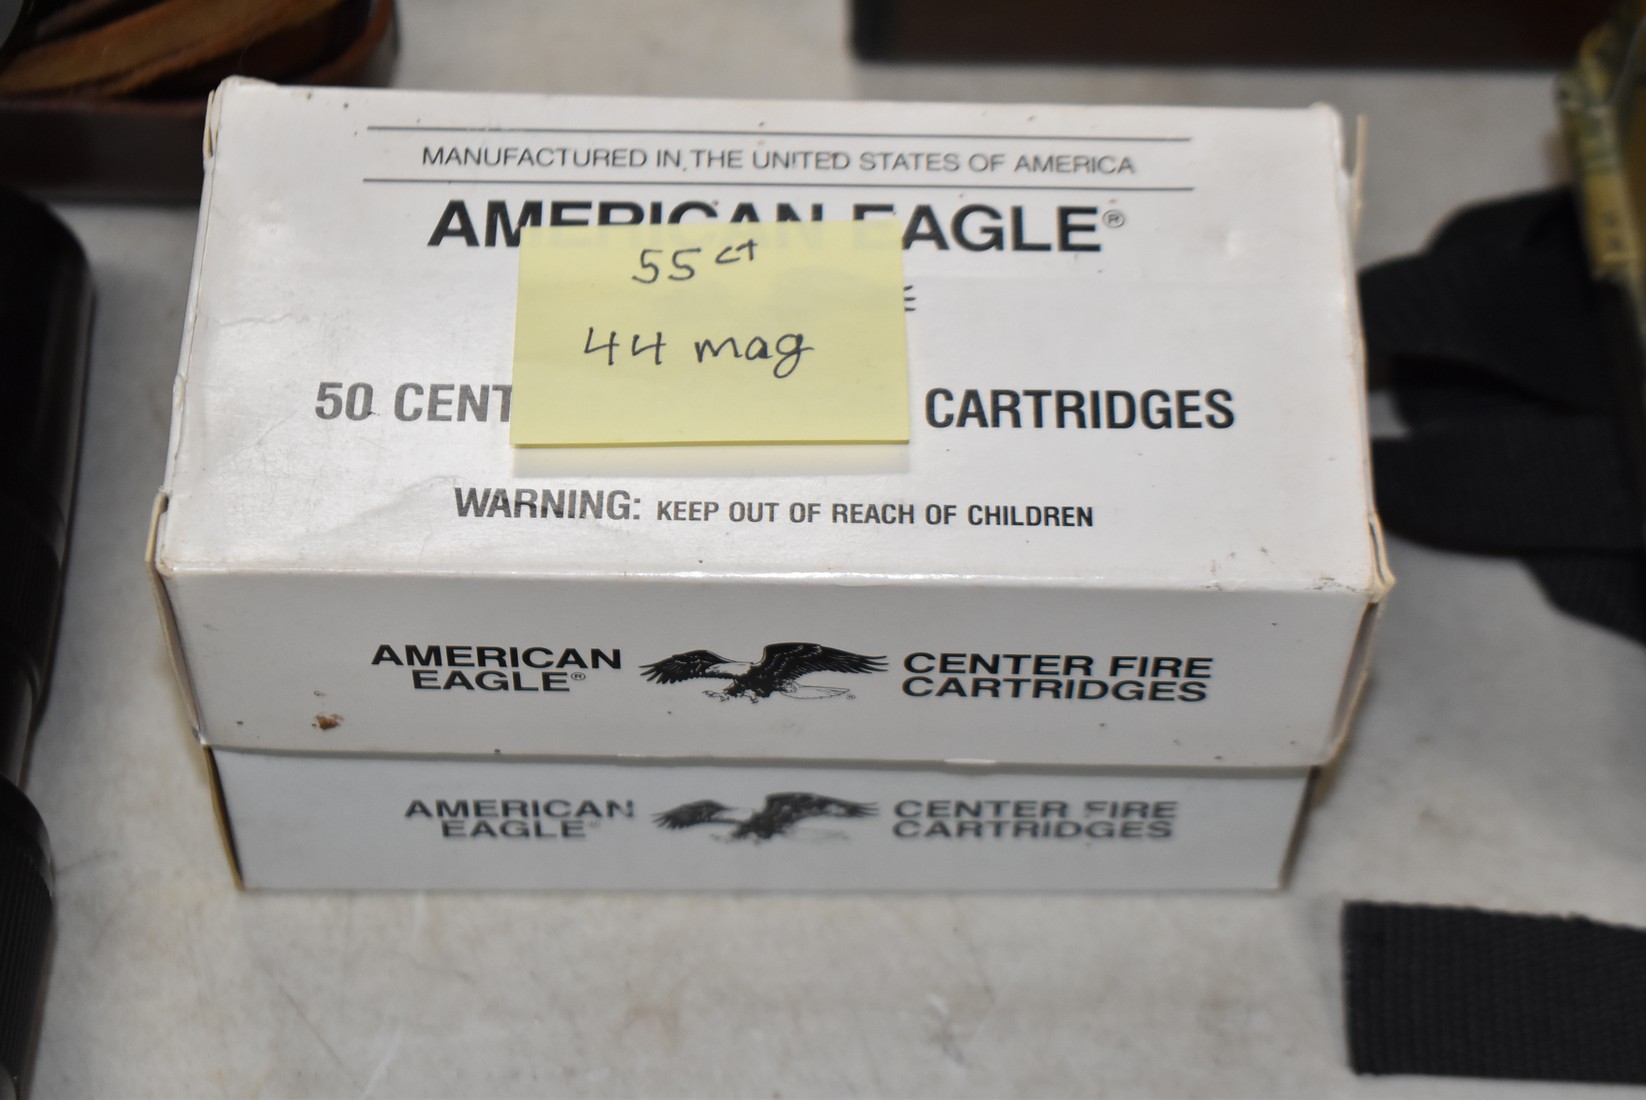 MANUFACTURED IN THE UNITED STATES OF AMERICA
AMERICAN EAGLE®
55 ct
44 mag
50 CENT CARTRIDGES
WARNING: KEEP OUT OF REACH OF CHILDREN
AMERICAN EAGLE® CENTER FIRE CARTRIDGES
AMERICAN EAGLE® CENTER FIRE CARTRIDGES